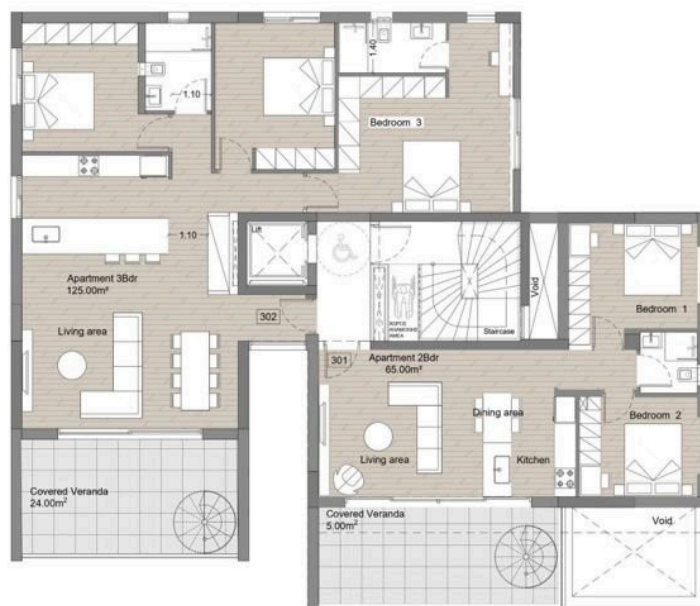 1.10
1.40
Bedroom 3
1.10
Lift
Apartment 3Bdr
125.00m²
Living area
302
Void
Staircase
Bedroom 1
301
Apartment 2Bdr
65.00m²
Dining area
Living area
Kitchen
Bedroom 2
Covered Veranda
24.00m²
Covered Veranda
5.00m²
Void